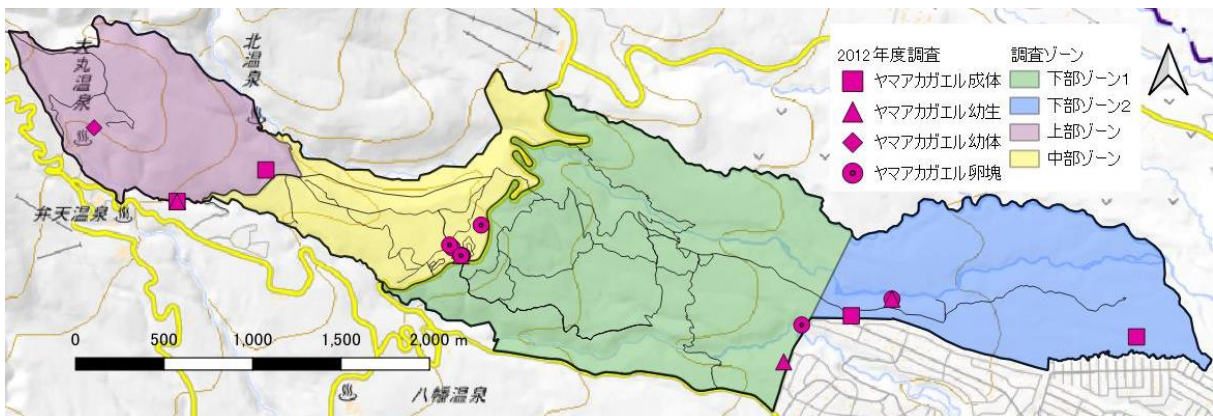 2012年度調査
ヤマアカガエル成体
ヤマアカガエル幼生
ヤマアカガエル幼体
ヤマアカガエル卵塊
調査ゾーン
下部ゾーン1
下部ゾーン2
上部ゾーン
中部ゾーン
大丸温泉
北温泉
弁天温泉
0 500 1,000 1,500 2,000 m
八幡温泉